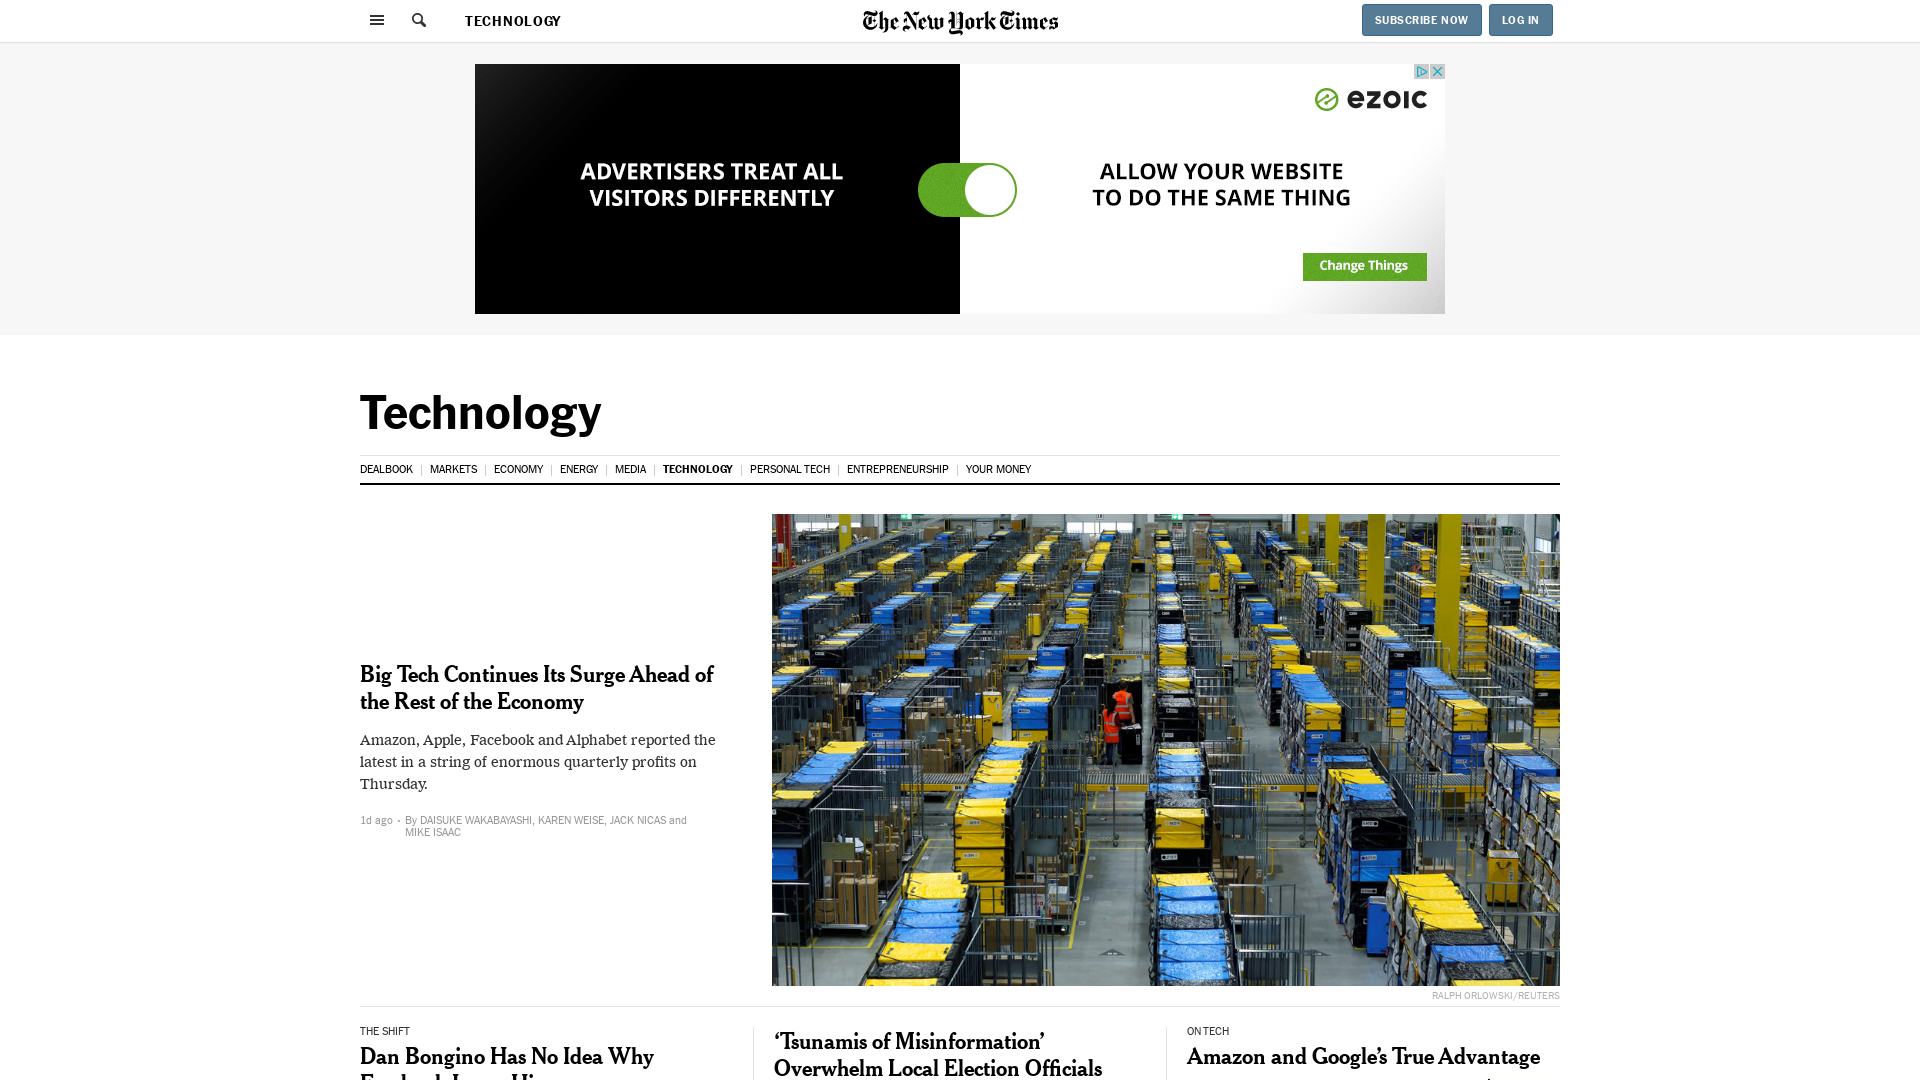 TECHNOLOGY
The New York Times
SUBSCRIBE NOW
LOG IN
ezoic
ADVERTISERS TREAT ALL
VISITORS DIFFERENTLY
ALLOW YOUR WEBSITE
TO DO THE SAME THING
Change Things
Technology
DEALBOOK MARKETS ECONOMY ENERGY MEDIA TECHNOLOGY PERSONAL TECH ENTREPRENEURSHIP YOUR MONEY
Big Tech Continues Its Surge Ahead of
the Rest of the Economy
Amazon, Apple, Facebook and Alphabet reported the
latest in a string of enormous quarterly profits on
Thursday.
1d ago • By DAISUKE WAKABAYASHI, KAREN WEISE, JACK NICAS and
MIKE ISAAC
RALPH ORLOWSKI/REUTERS
THE SHIFT
Dan Bongino Has No Idea Why
‘Tsunamis of Misinformation’
Overwhelm Local Election Officials
ON TECH
Amazon and Google’s True Advantage